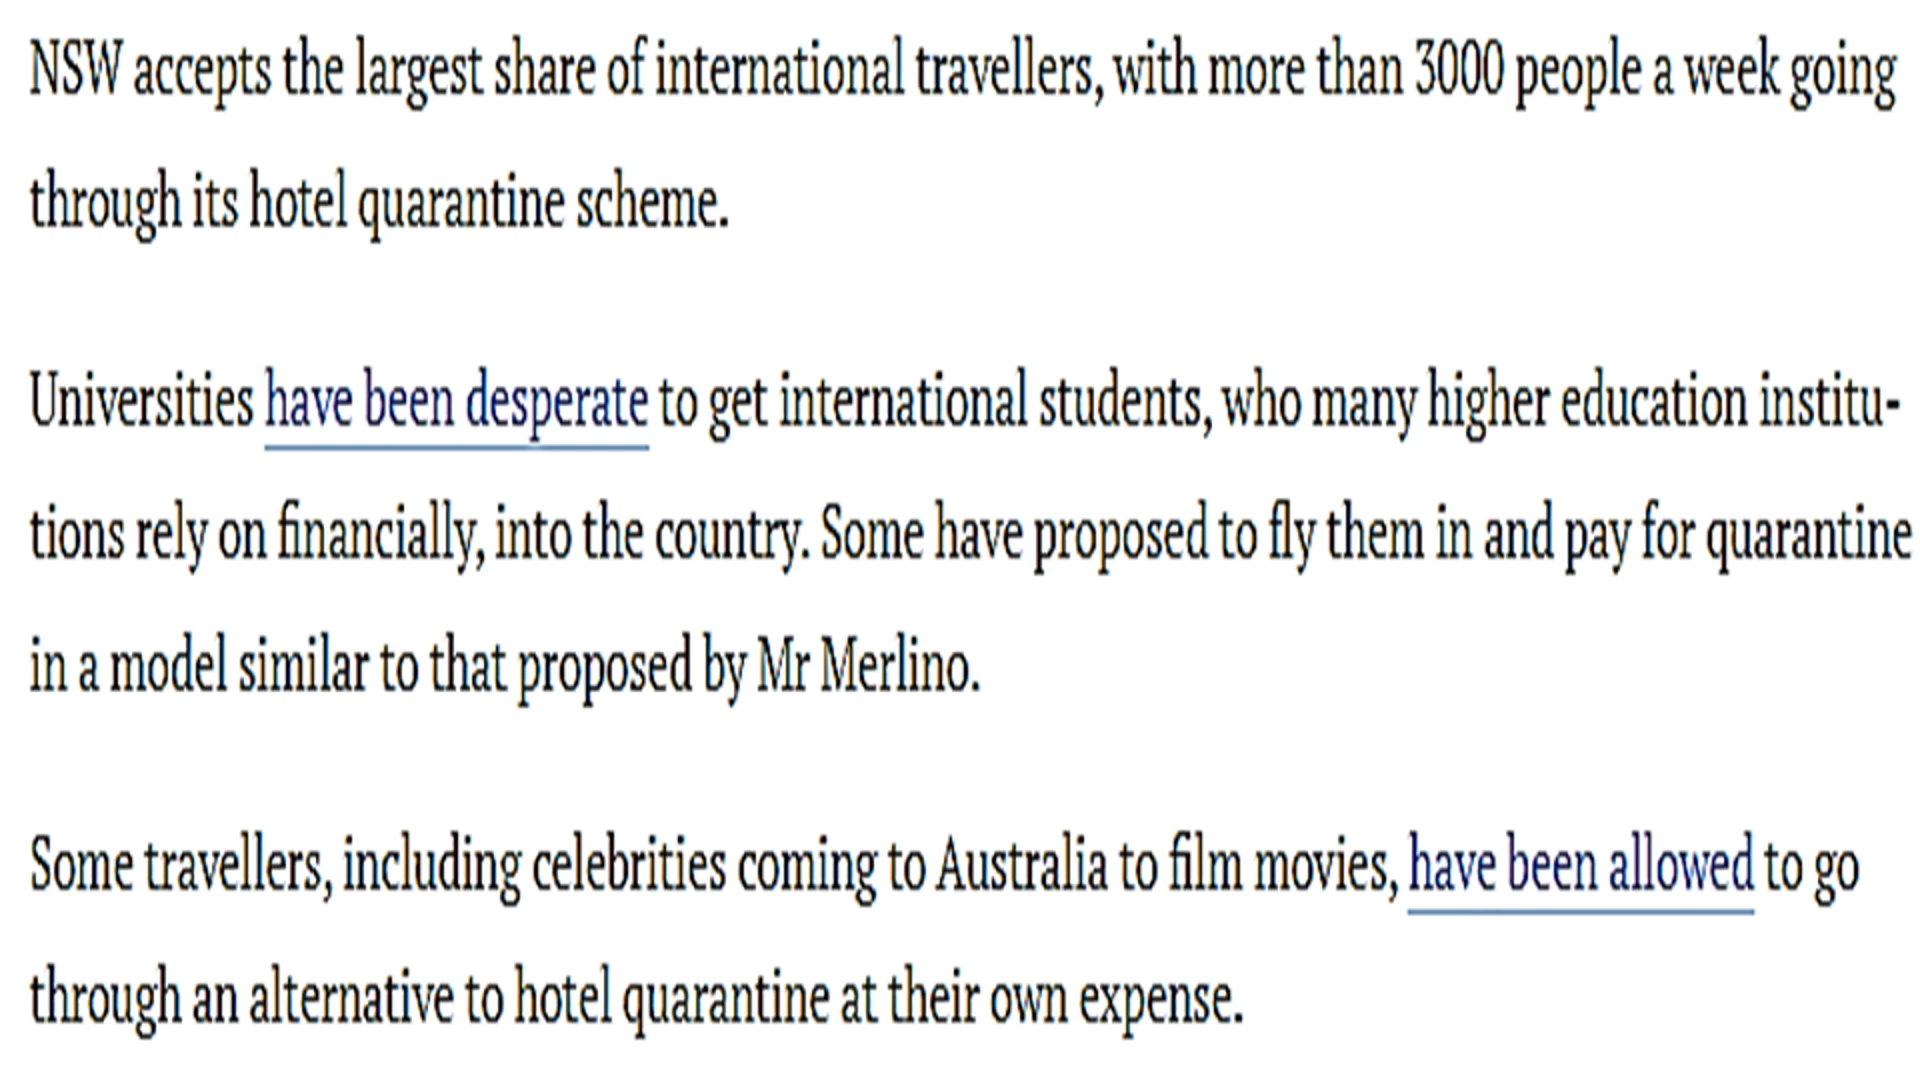 NSW accepts the largest share of international travellers, with more than 3000 people a week going
through its hotel quarantine scheme.
Universities have been desperate to get international students, who many higher education institu-
tions rely on financially, into the country. Some have proposed to fly them in and pay for quarantine
in a model similar to that proposed by Mr Merlino.
Some travellers, including celebrities coming to Australia to film movies, have been allowed to go
through an alternative to hotel quarantine at their own expense.